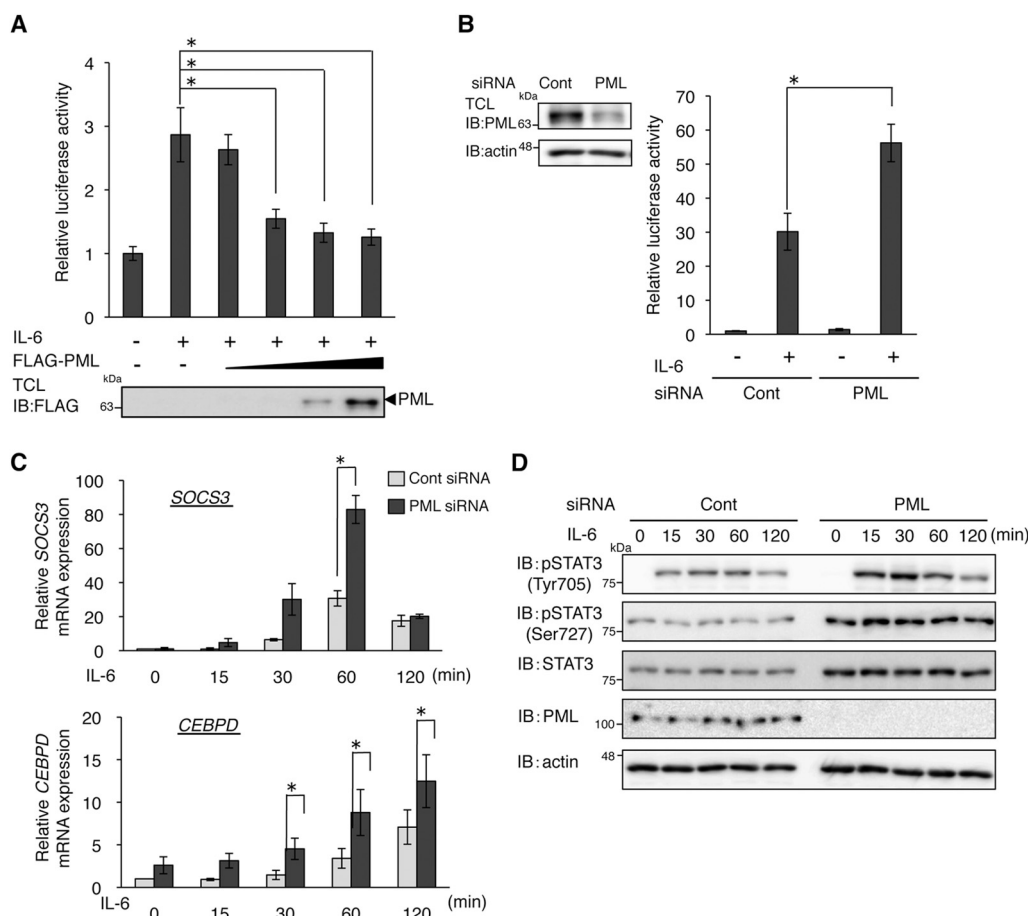 A
Relative luciferase activity
4
3
2
1
0
*
*
*
IL-6 - + + + + +
FLAG-PML - -
TCL
IB:FLAG
kDa
63
PML
B
siRNA Cont PML
TCL kDa
IB:PML 63
IB:actin 48
Relative luciferase activity
70
60
50
40
30
20
10
0
*
IL-6 - + - +
siRNA Cont PML
C
Relative SOCS3
mRNA expression
100
80
60
40
20
0
SOCS3
*
Cont siRNA
PML siRNA
IL-6 0 15 30 60 120 (min)
Relative CEBPD
mRNA expression
20
15
10
5
0
CEBPD
*
*
*
IL-6 0 15 30 60 120 (min)
D
siRNA Cont PML
IL-6 0 15 30 60 120 0 15 30 60 120 (min)
kDa
IB:pSTAT3
(Tyr705) 75
IB:pSTAT3
(Ser727) 75
IB:STAT3
75
IB:PML
100
48
IB:actin